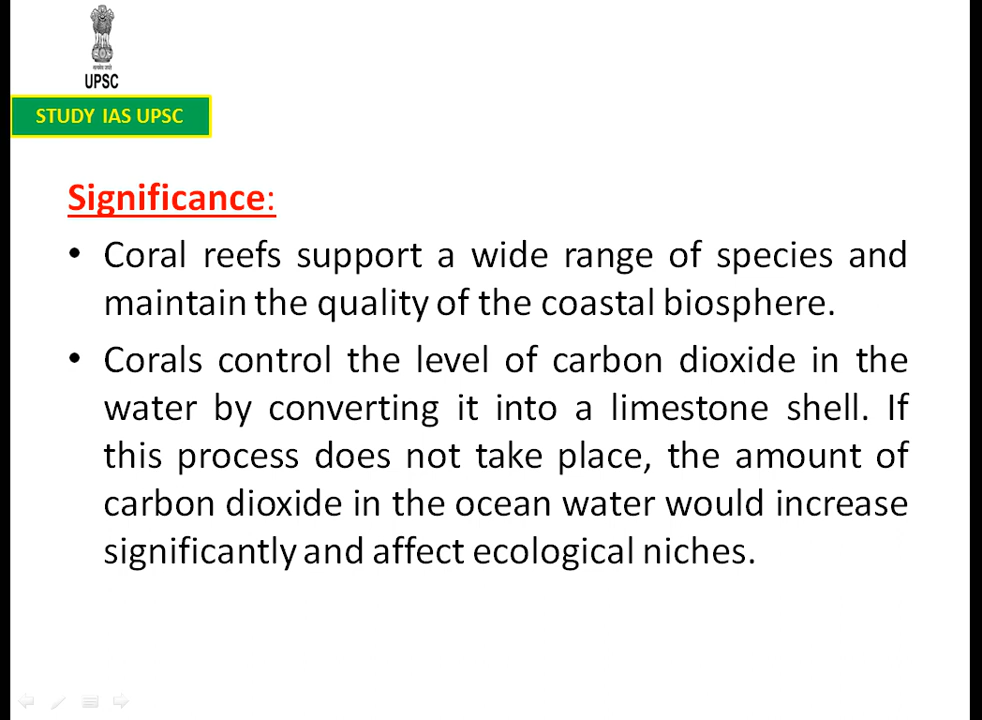 UPSC
STUDY IAS UPSC
Significance:
• Coral reefs support a wide range of species and
maintain the quality of the coastal biosphere.
• Corals control the level of carbon dioxide in the
water by converting it into a limestone shell. If
this process does not take place, the amount of
carbon dioxide in the ocean water would increase
significantly and affect ecological niches.